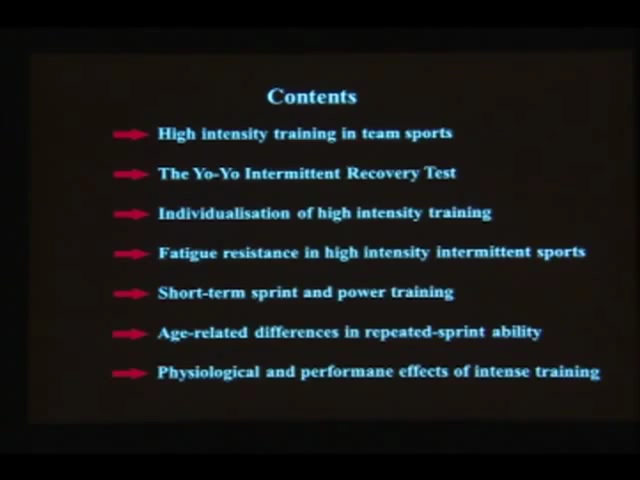 Contents
High intensity training in team sports
The Yo-Yo Intermittent Recovery Test
Individualisation of high intensity training
Fatigue resistance in high intensity intermittent sports
Short-term sprint and power training
Age-related differences in repeated-sprint ability
Physiological and performane effects of intense training